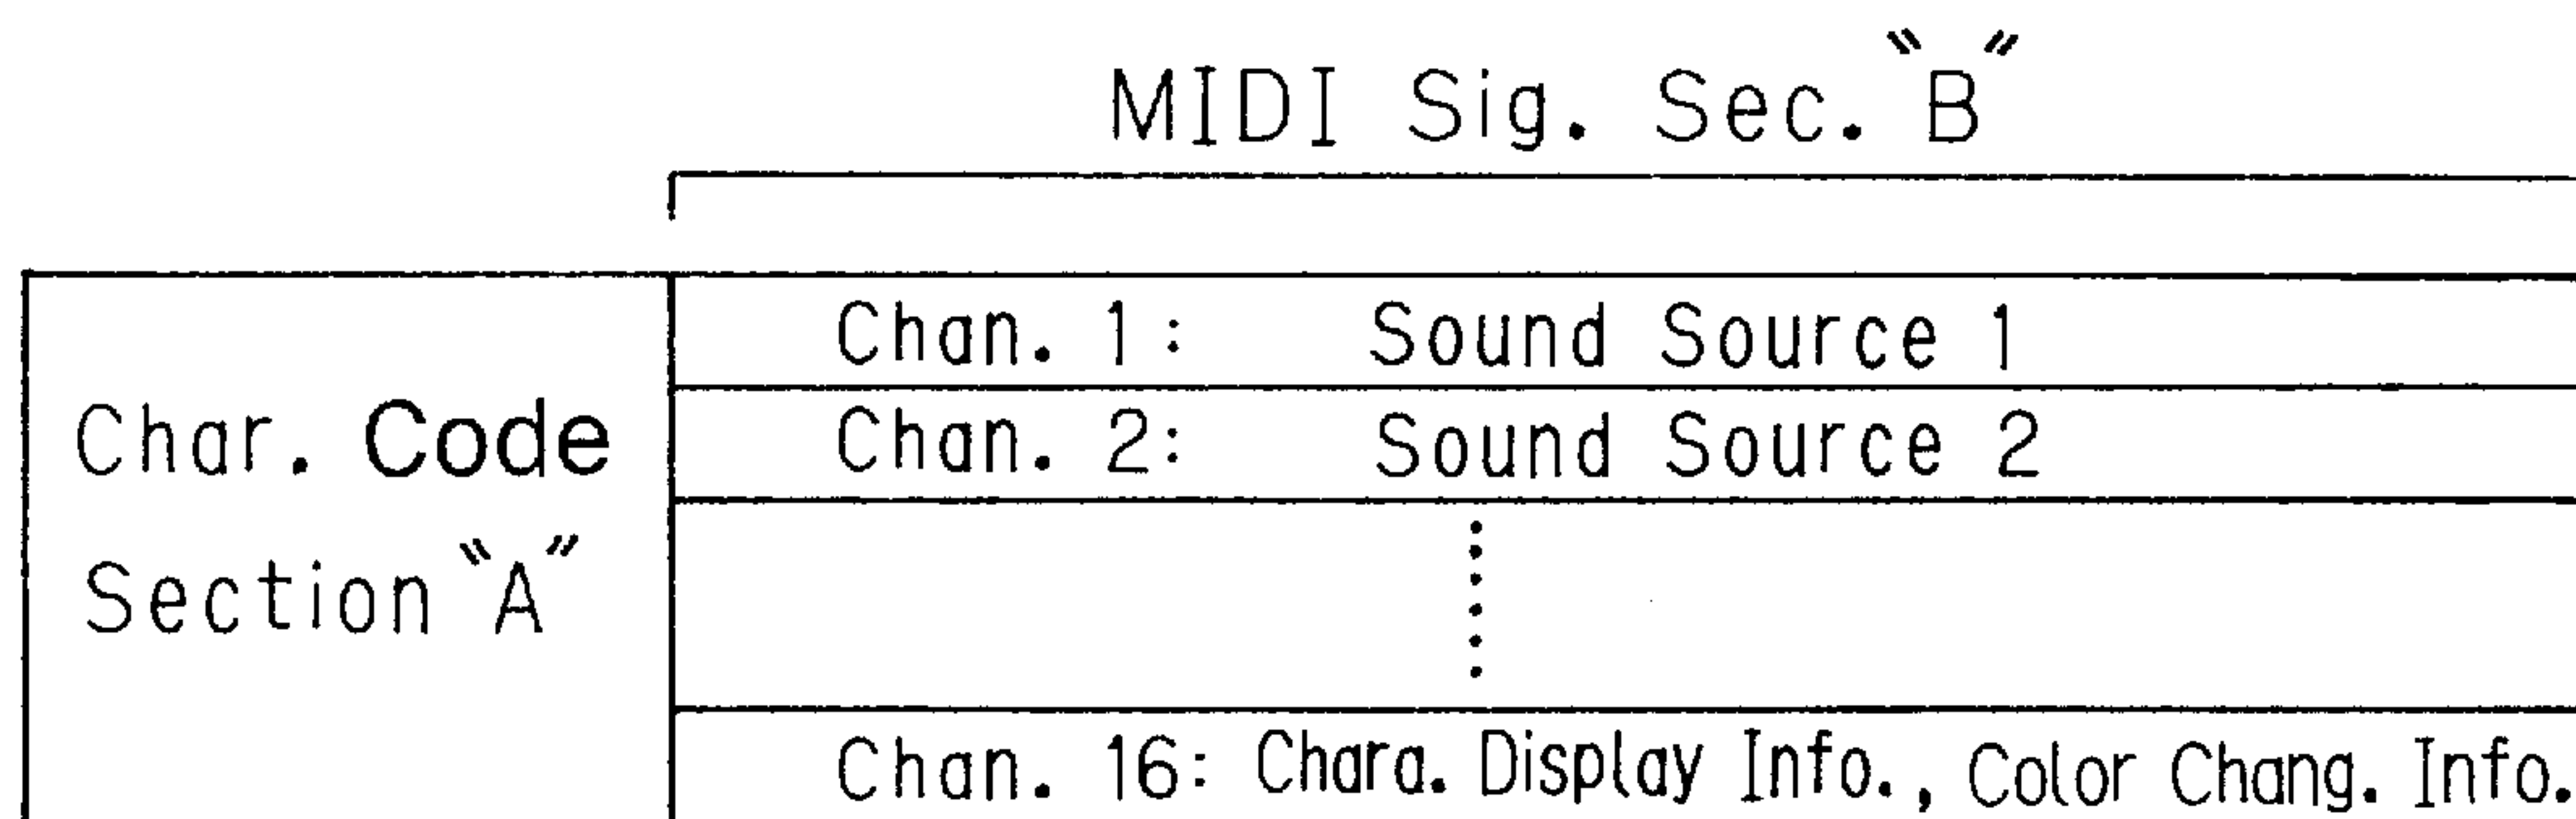 MIDI Sig. Sec. "B"
Chan. 1: Sound Source 1
Chan. 2: Sound Source 2
Char. Code
Section "A"
Chan. 16: Chara. Display Info., Color Chang. Info.